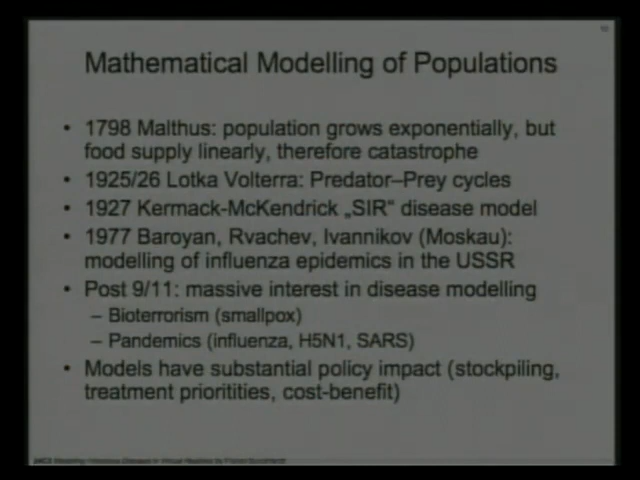 Mathematical Modelling of Populations
• 1798 Malthus: population grows exponentially, but
food supply linearly, therefore catastrophe
• 1925/26 Lotka Volterra: Predator–Prey cycles
• 1927 Kermack-McKendrick „SIR“ disease model
• 1977 Baroyan, Rvachev, Ivannikov (Moskau):
modelling of influenza epidemics in the USSR
• Post 9/11: massive interest in disease modelling
– Bioterrorism (smallpox)
– Pandemics (influenza, H5N1, SARS)
• Models have substantial policy impact (stockpiling,
treatment prioritities, cost-benefit)